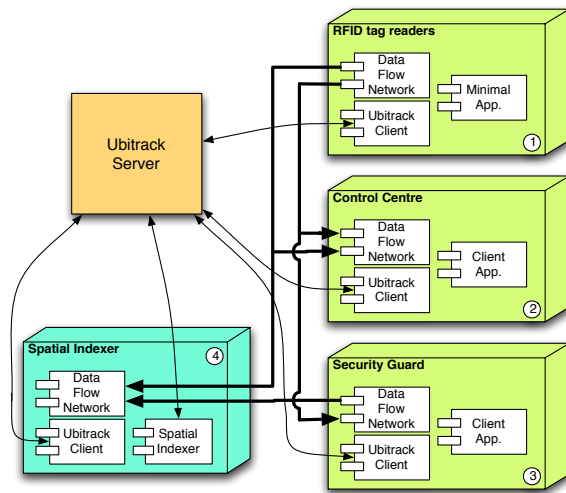 RFID tag readers
Data
Flow
Network
Minimal
App.
Ubitrack
Client
1
Ubitrack
Server
Control Centre
Data
Flow
Network
Client
App.
Ubitrack
Client
2
Spatial Indexer
4
Data
Flow
Network
Ubitrack
Client
Spatial
Indexer
Security Guard
Data
Flow
Network
Client
App.
Ubitrack
Client
3